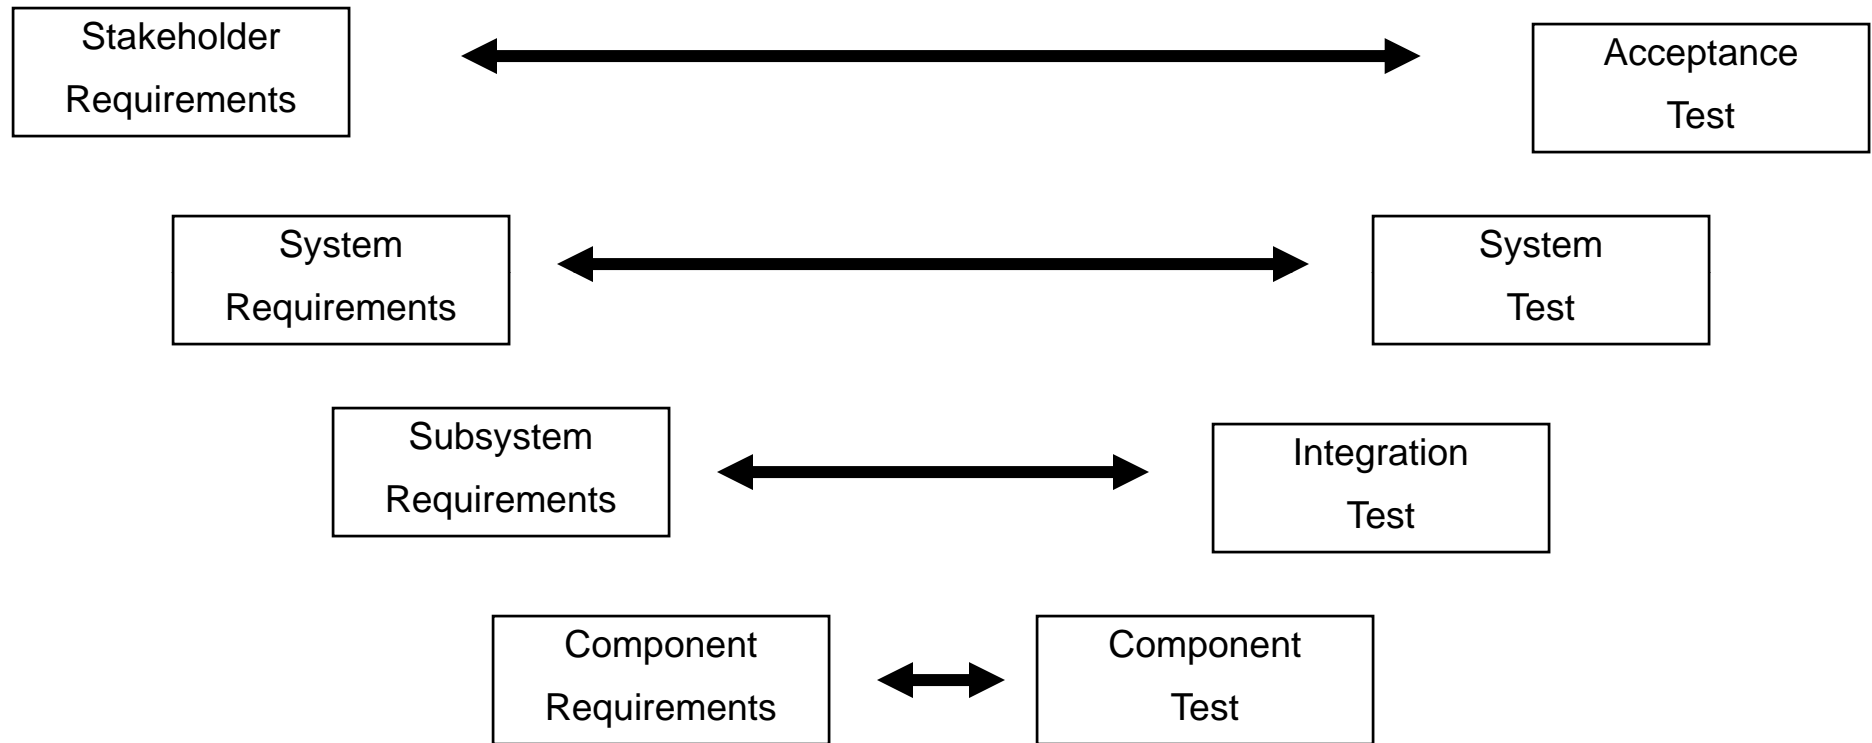 Stakeholder
Requirements
Acceptance
Test
System
Requirements
System
Test
Subsystem
Requirements
Integration
Test
Component
Requirements
Component
Test